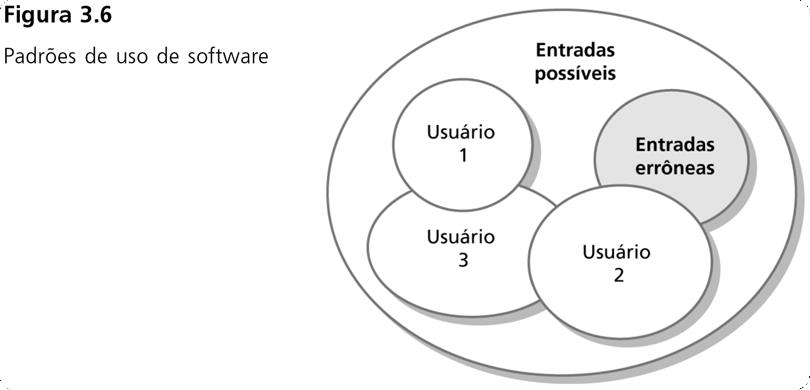 Figura 3.6
Padrões de uso de software
Entradas
possíveis
Usuário
1
Entradas
errôneas
Usuário
3
Usuário
2